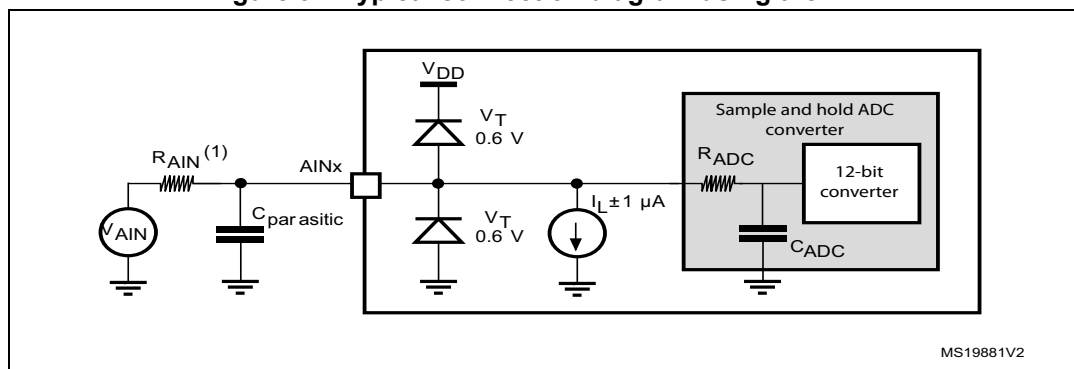 V_DD
Sample and hold ADC
converter
V_T
0.6 V
R_AIN (1)
AINx
R_ADC
12-bit
converter
I_L±1 µA
V_AIN
C_parasitic
V_T
0.6 V
C_ADC
MS19881V2